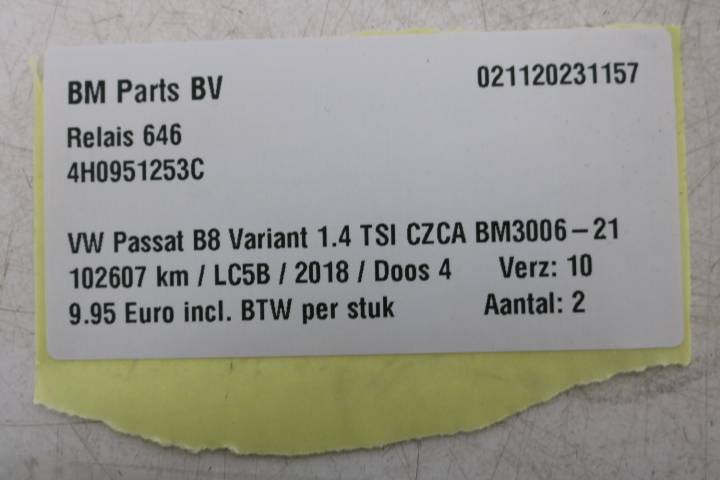 BM Parts BV 021120231157
Relais 646
4H0951253C
VW Passat B8 Variant 1.4 TSI CZCA BM3006-21
102607 km / LC5B / 2018 / Doos 4 Verz: 10
9.95 Euro incl. BTW per stuk Aantal: 2